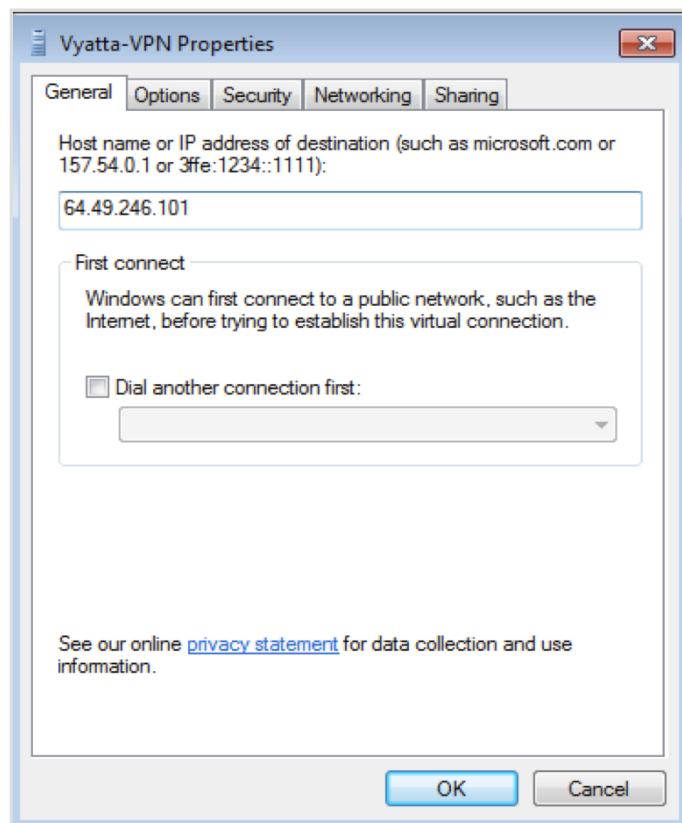 Vyatta-VPN Properties
General Options Security Networking Sharing
Host name or IP address of destination (such as microsoft.com or
157.54.0.1 or 3ffe:1234::1111):
64.49.246.101
First connect
Windows can first connect to a public network, such as the
Internet, before trying to establish this virtual connection.
Dial another connection first:
See our online privacy statement for data collection and use
information.
OK Cancel